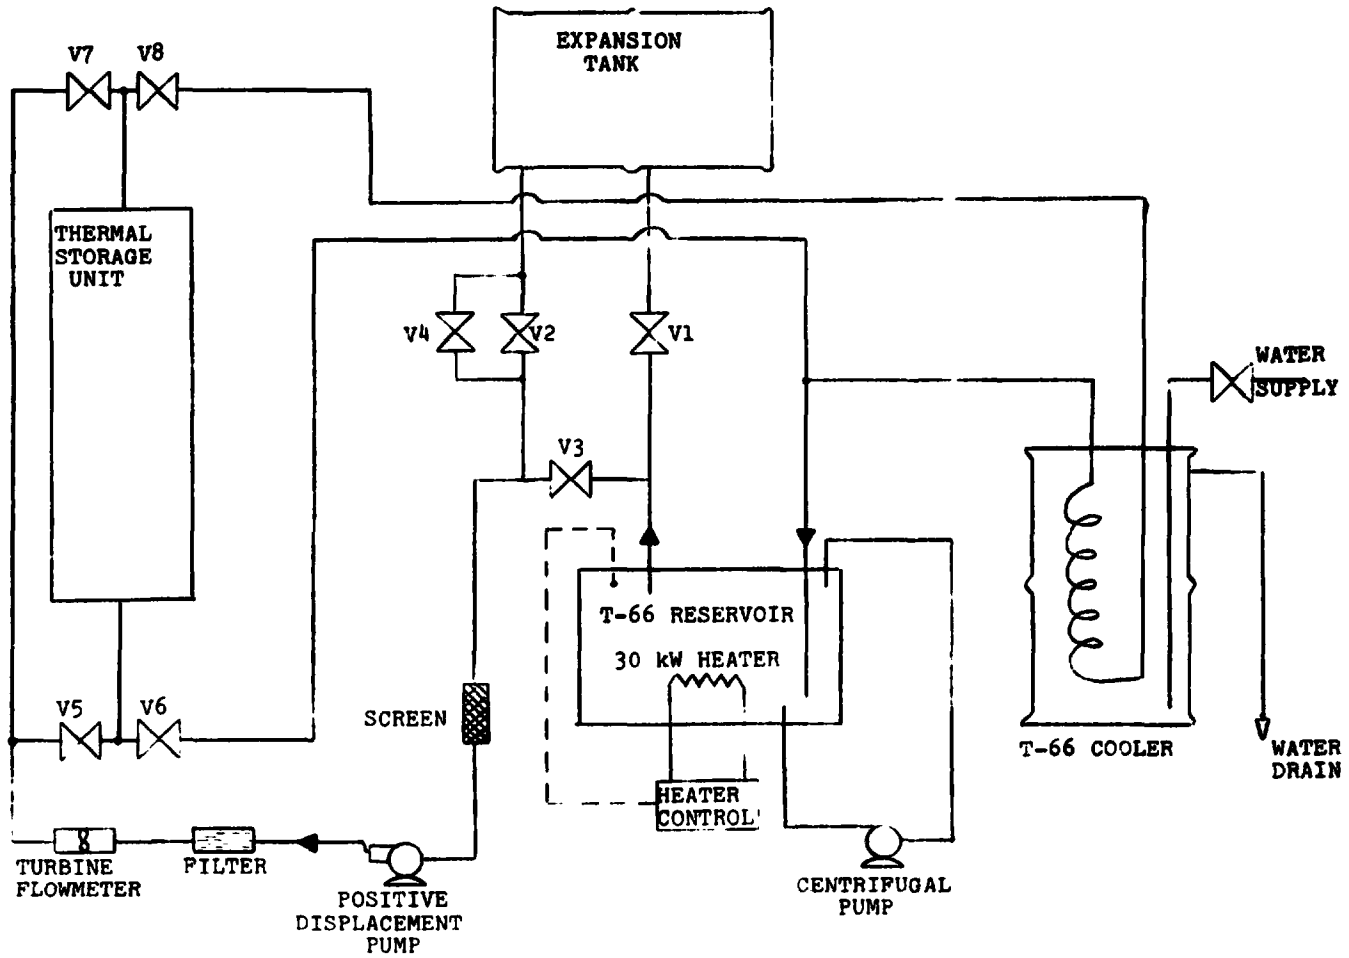 EXPANSION
TANK
V7
V8
THERMAL
STORAGE
UNIT
V4
V2
V1
WATER
SUPPLY
V3
T-66 RESERVOIR
30 kW HEATER
V5
V6
SCREEN
T-66 COOLER
WATER
DRAIN
HEATER
CONTROL
TURBINE
FLOWMETER
FILTER
POSITIVE
DISPLACEMENT
PUMP
CENTRIFUGAL
PUMP